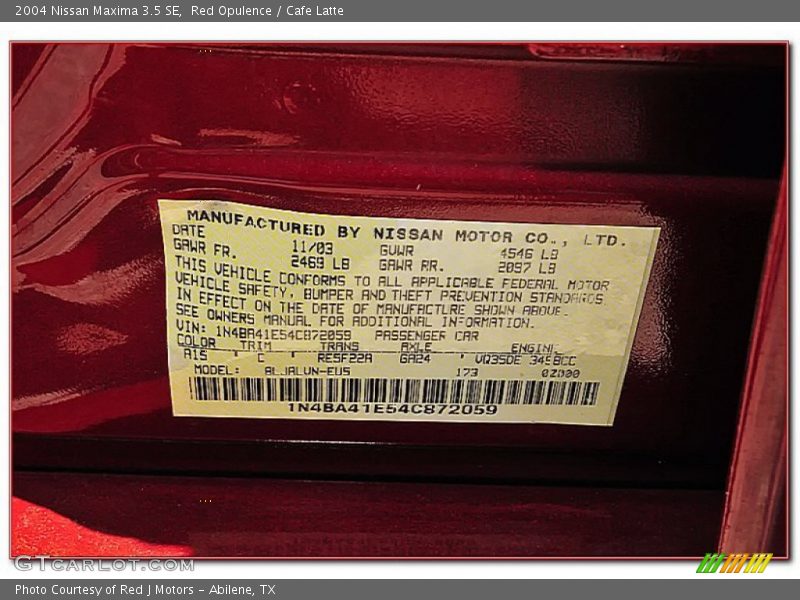 2004 Nissan Maxima 3.5 SE,  Red Opulence / Cafe Latte
MANUFACTURED BY NISSAN MOTOR CO., LTD.
DATE 11/03 GVWR 4546 LB
GAWR FR. 2469 LB GAWR RR. 2097 LB
THIS VEHICLE CONFORMS TO ALL APPLICABLE FEDERAL MOTOR
VEHICLE SAFETY, BUMPER AND THEFT PREVENTION STANDARDS
IN EFFECT ON THE DATE OF MANUFACTURE SHOWN ABOVE.
SEE OWNERS MANUAL FOR ADDITIONAL INFORMATION.
VIN: 1N4BA41E54C872059 PASSENGER CAR
COLOR TRIM TRANS AXLE ENGINE
A15 C RE5F22A GA24 VQ35DE 3498CC
MODEL: 173
1N4BA41E54C872059
GTcarlot.com
Photo Courtesy of Red J Motors – Abilene, TX